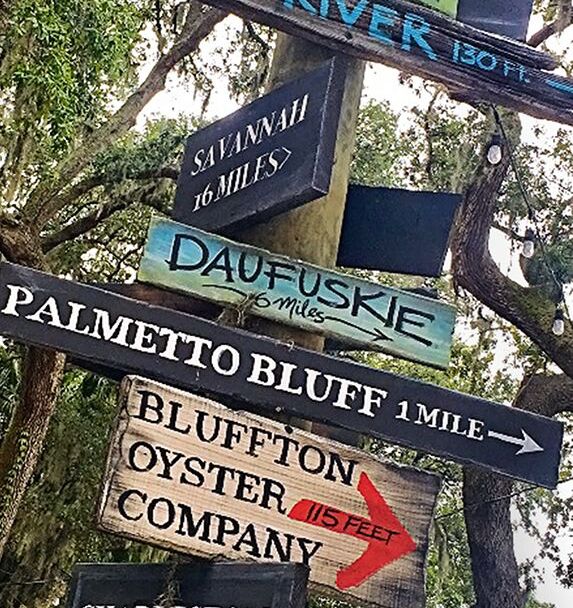 RIVER 130 FT.
SAVANNAH
16 MILES>
DAUFUSKIE
6 Miles
PALMETTO BLUFF 1 MILE
BLUFFTON
OYSTER
COMPANY
115 FEET